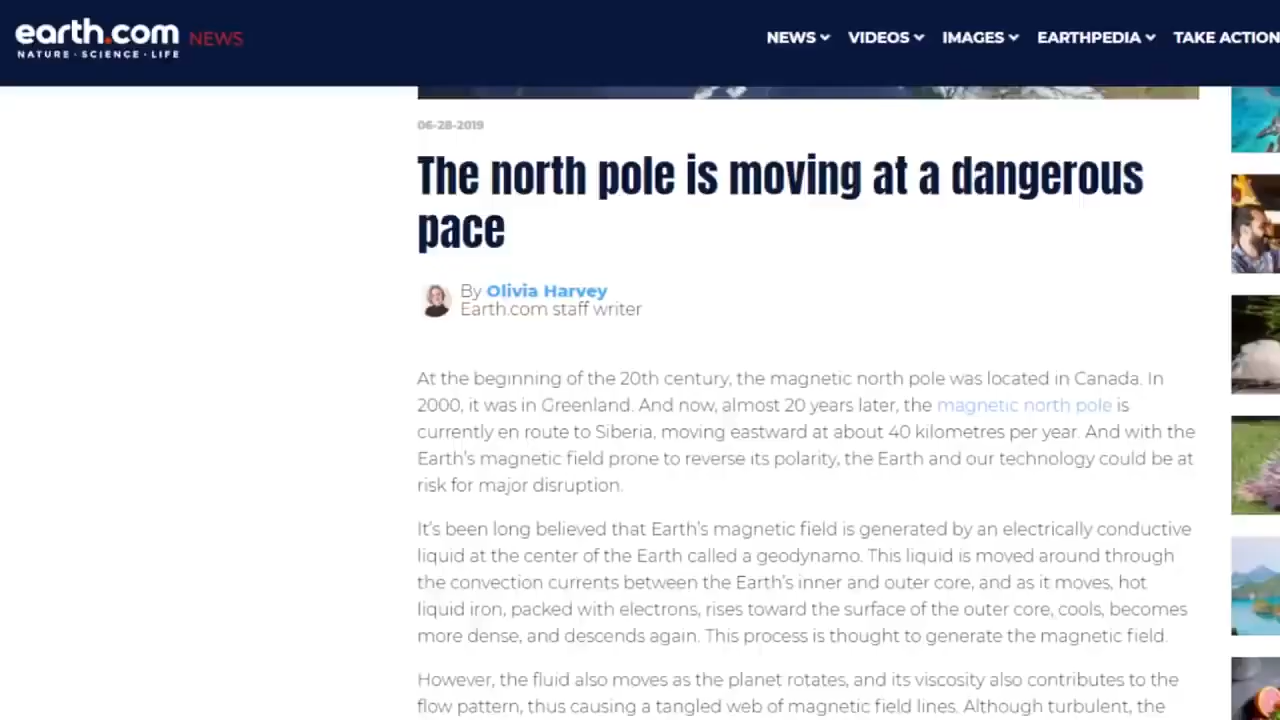 earth.com NEWS
NATURE · SCIENCE · LIFE
NEWS VIDEOS IMAGES EARTHPEDIA TAKE ACTION
06-28-2019
The north pole is moving at a dangerous
pace
By Olivia Harvey
Earth.com staff writer
At the beginning of the 20th century, the magnetic north pole was located in Canada. In
2000, it was in Greenland. And now, almost 20 years later, the magnetic north pole is
currently en route to Siberia, moving eastward at about 40 kilometres per year. And with the
Earth's magnetic field prone to reverse its polarity, the Earth and our technology could be at
risk for major disruption.
It's been long believed that Earth's magnetic field is generated by an electrically conductive
liquid at the center of the Earth called a geodynamo. This liquid is moved around through
the convection currents between the Earth's inner and outer core, and as it moves, hot
liquid iron, packed with electrons, rises toward the surface of the outer core, cools, becomes
more dense, and descends again. This process is thought to generate the magnetic field.
However, the fluid also moves as the planet rotates, and its viscosity also contributes to the
flow pattern, thus causing a tangled web of magnetic field lines. Although turbulent, the